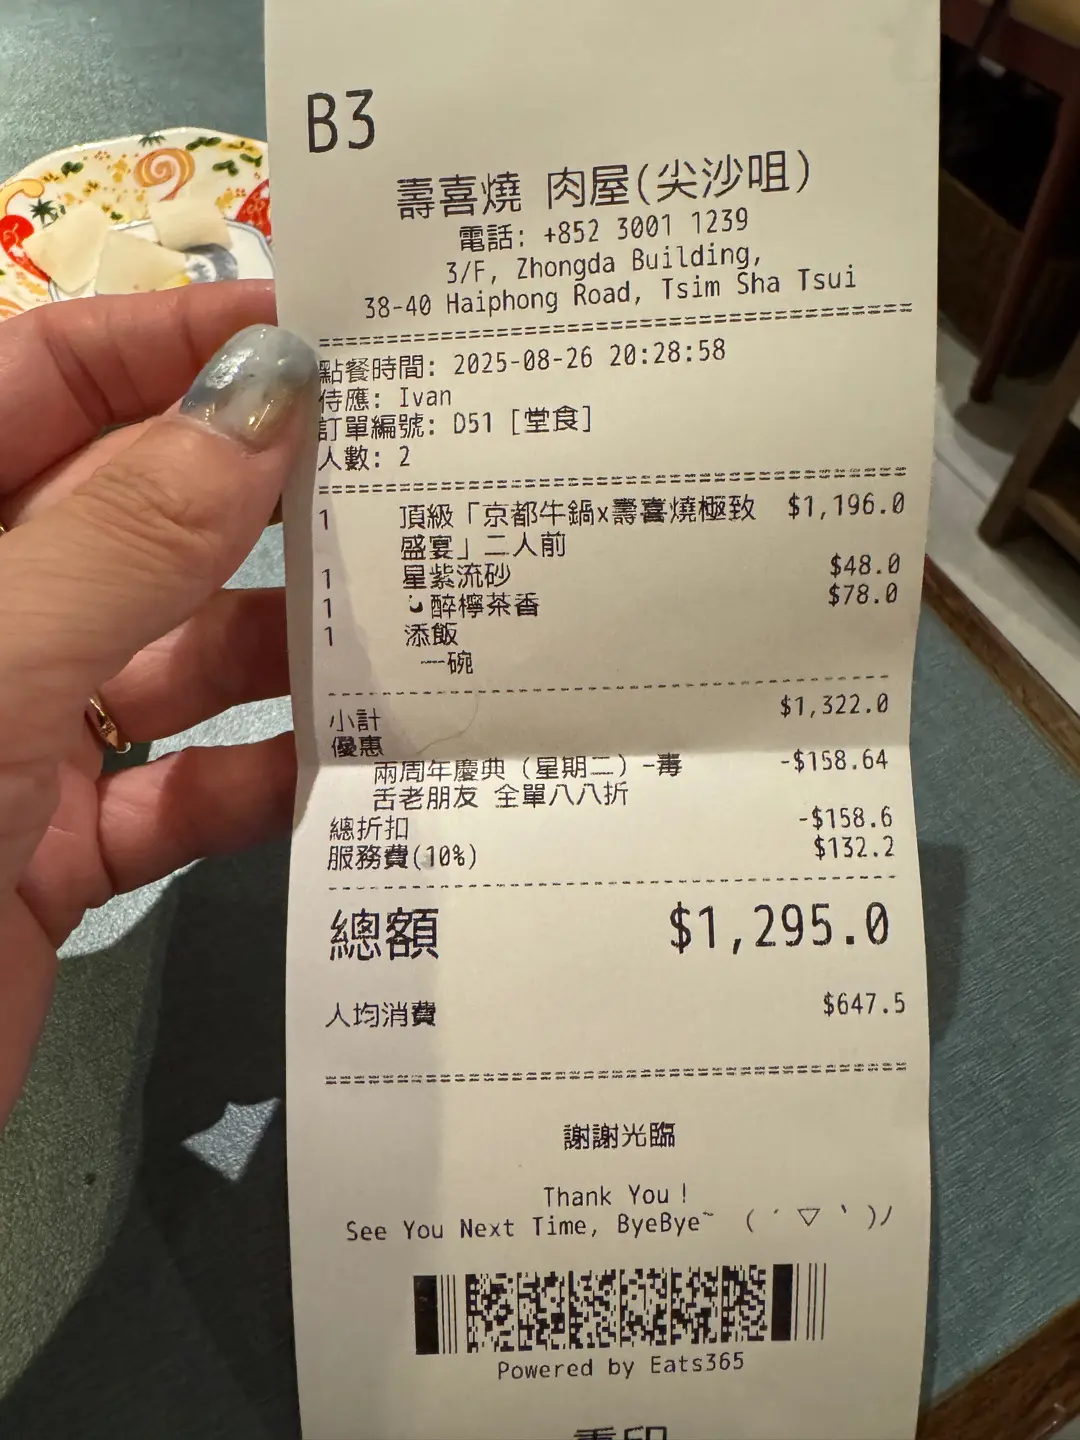 B3
壽喜燒 肉屋(尖沙咀)
電話: +852 3001 1239
3/F, Zhongda Building,
38-40 Haiphong Road, Tsim Sha Tsui
點餐時間: 2025-08-26 20:28:58
侍應: Ivan
訂單編號: D51 [堂食]
人數: 2
1 頂級「京都牛鍋x壽喜燒極致 $1,196.0
盛宴」二人前
1 星紫流砂 $48.0
1 醉檸茶香 $78.0
1 添飯
一碗
小計 $1,322.0
優惠
兩周年慶典（星期二）-壽 -$158.64
舌老朋友 全單八八折
總折扣 -$158.6
服務費(10%) $132.2
總額 $1,295.0
人均消費 $647.5
謝謝光臨
Thank You！
See You Next Time, ByeBye~ ( ´ ▽ ` )ﾉ
Powered by Eats365